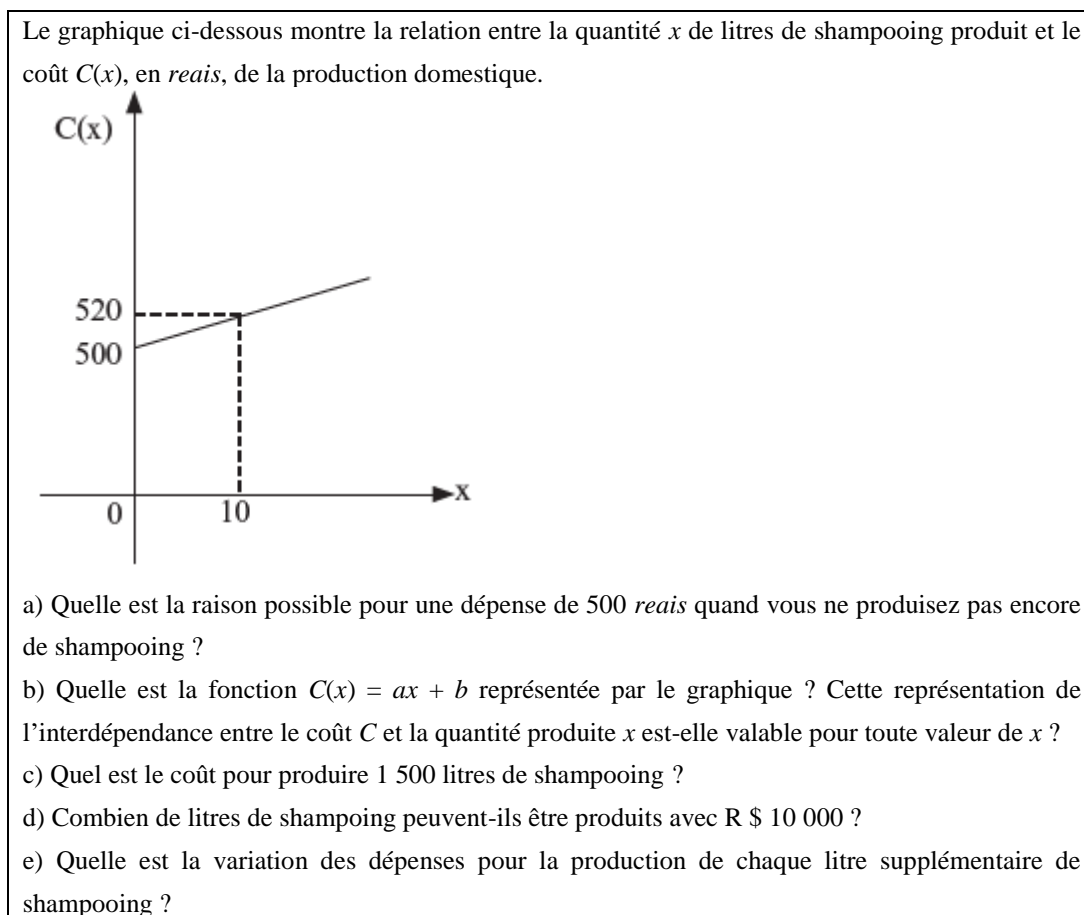 Le graphique ci-dessous montre la relation entre la quantité x de litres de shampooing produit et le
coût C(x), en reais, de la production domestique.
C(x)
520
500
0
10
x
a) Quelle est la raison possible pour une dépense de 500 reais quand vous ne produisez pas encore
de shampooing ?
b) Quelle est la fonction C(x) = ax + b représentée par le graphique ? Cette représentation de
l’interdépendance entre le coût C et la quantité produite x est-elle valable pour toute valeur de x ?
c) Quel est le coût pour produire 1 500 litres de shampooing ?
d) Combien de litres de shampoing peuvent-ils être produits avec R $ 10 000 ?
e) Quelle est la variation des dépenses pour la production de chaque litre supplémentaire de
shampooing ?